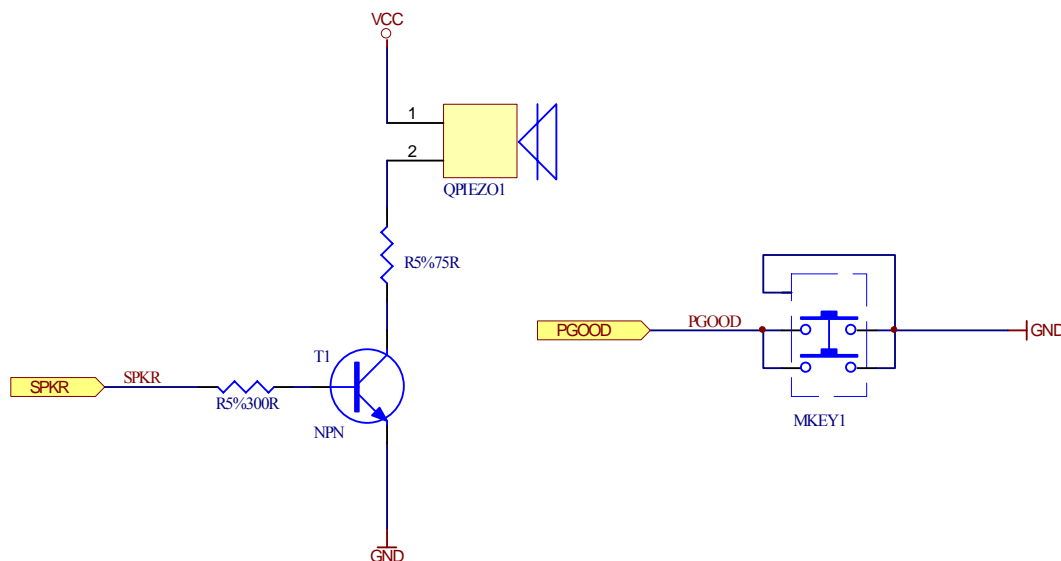 VCC
1
2
QPIEZO1
R5%75R
PGOOD
PGOOD
GND
T1
SPKR
SPKR
R5%300R
MKEY1
NPN
GND